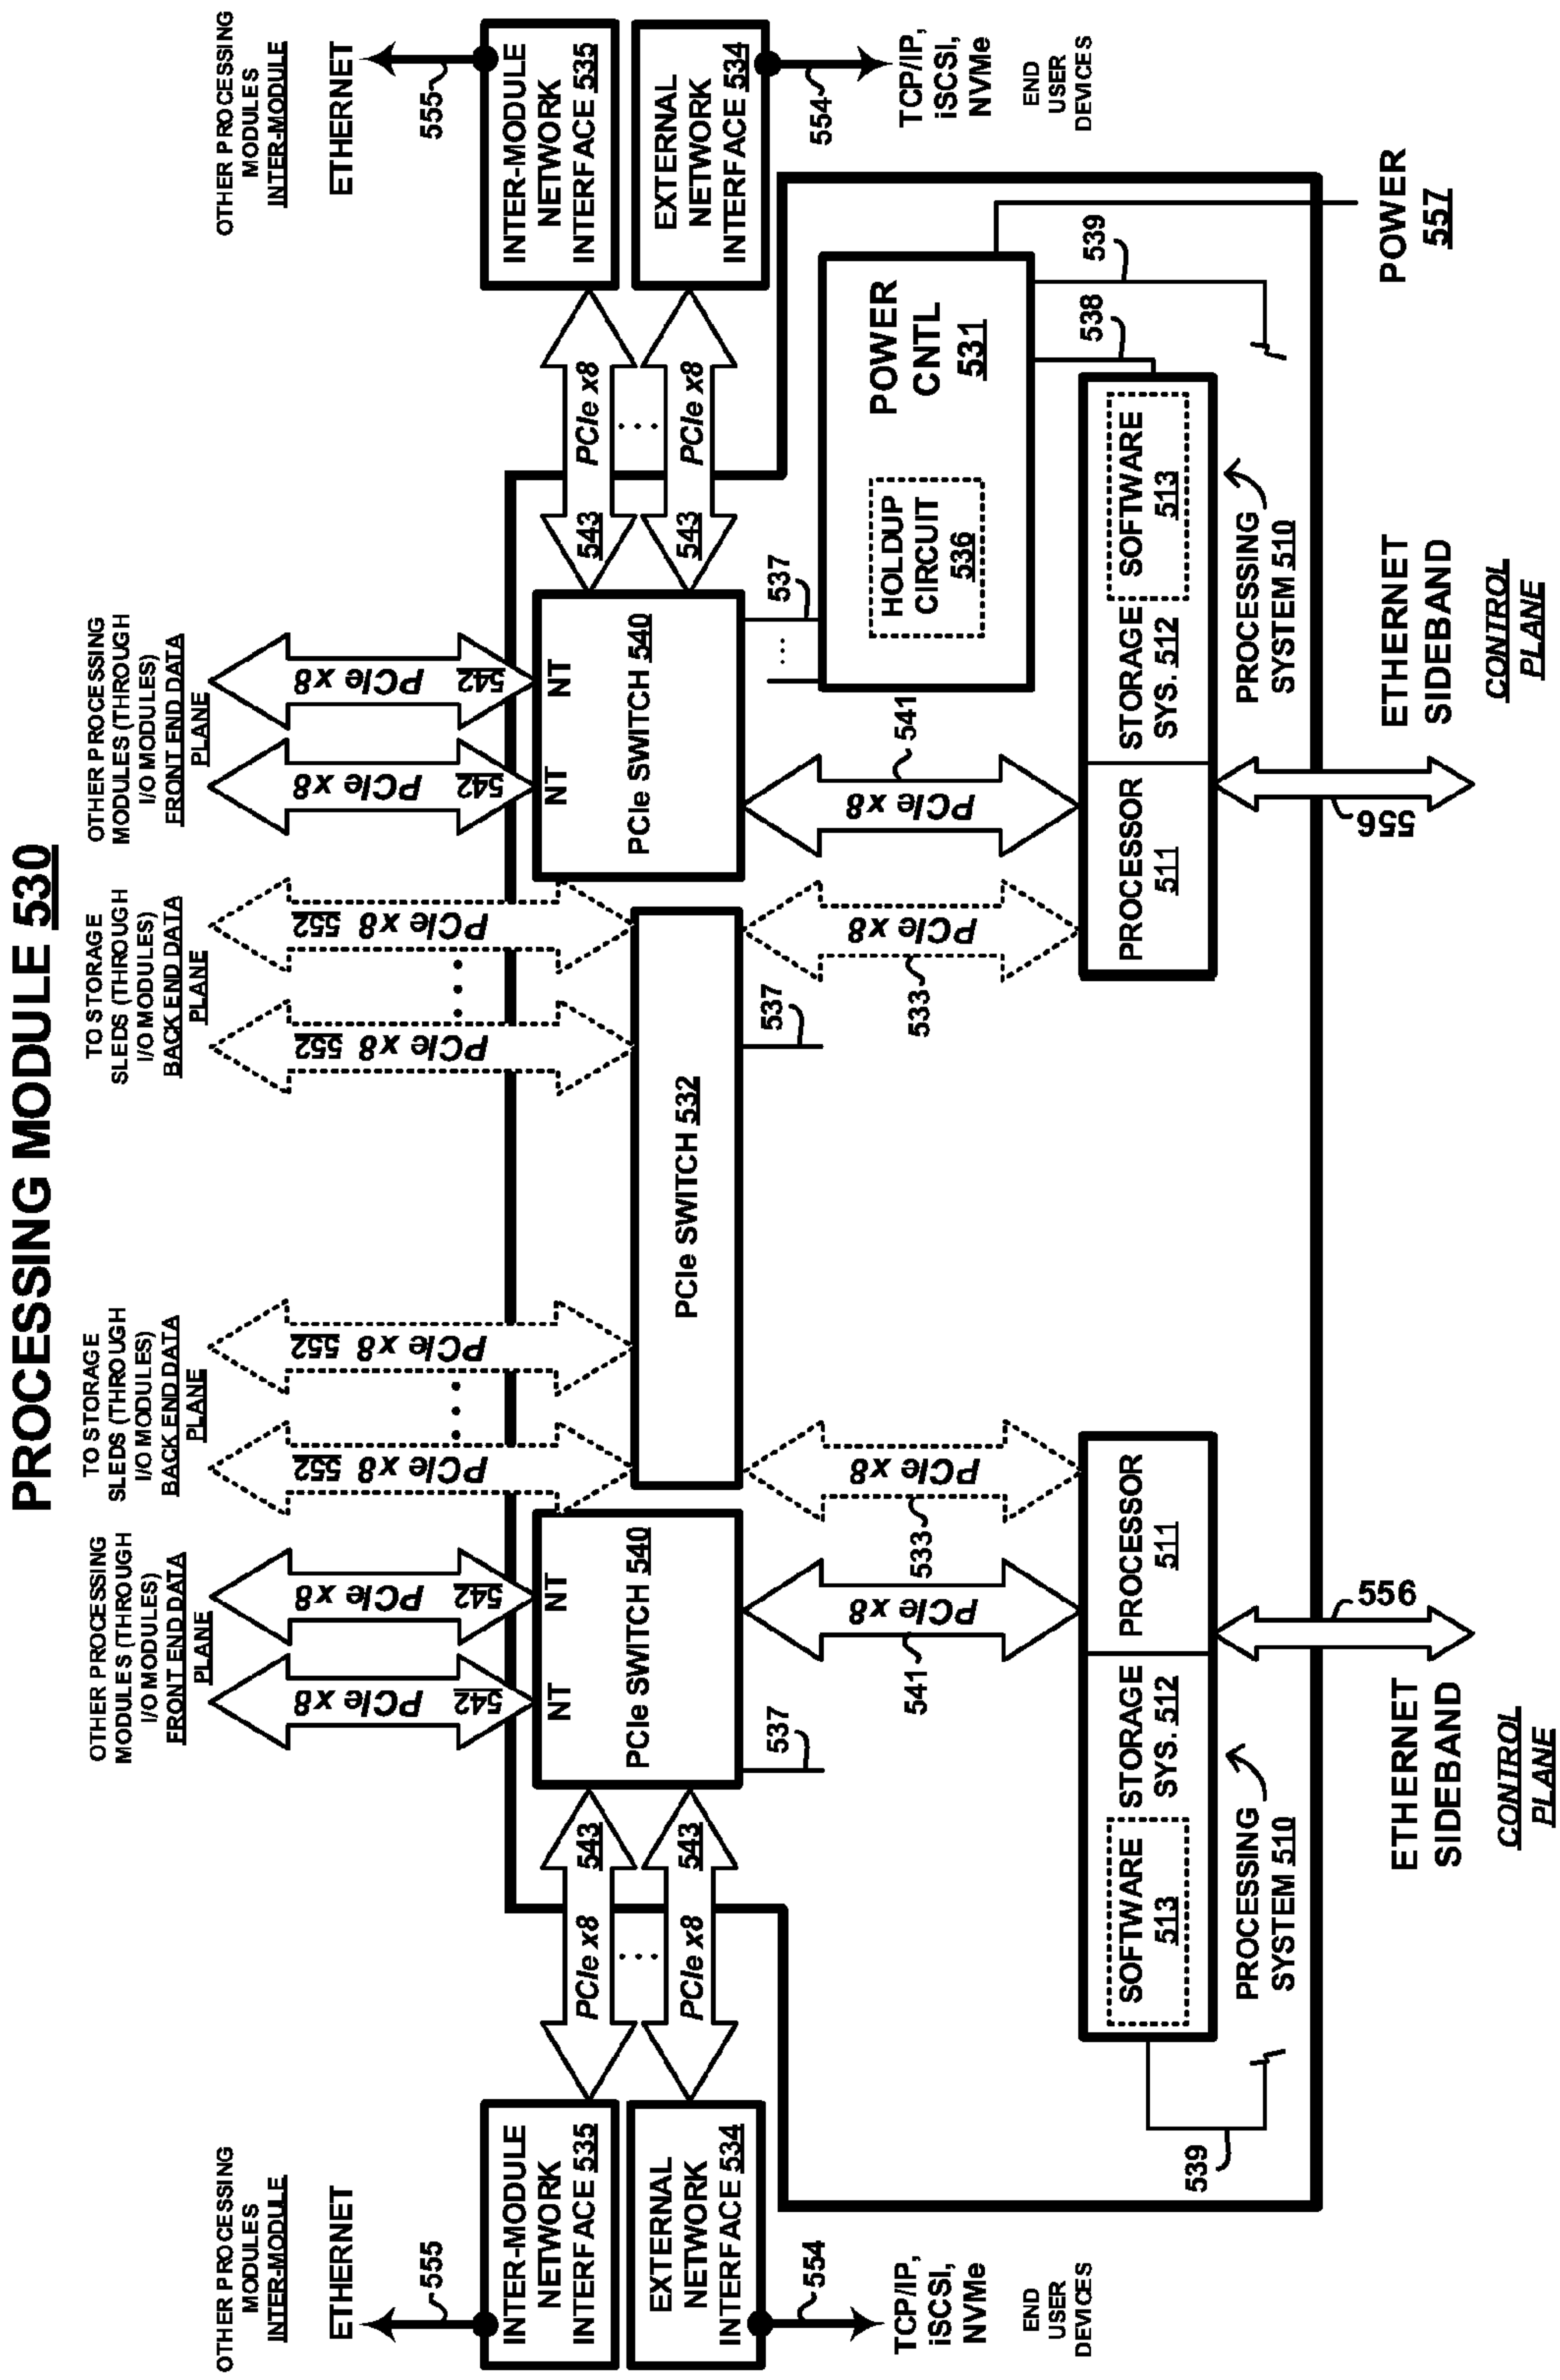 PROCESSING MODULE 530
OTHER PROCESSING
MODULE (THROUGH
I/O MODULES)
FRONT END DATA
PLANE
TO STORAGE
SLEDS (THROUGH
I/O MODULES)
BACK END DATA
PLANE
TO STORAGE
SLEDS (THROUGH
I/O MODULES)
BACK END DATA
PLANE
OTHER PROCESSING
MODULES (THROUGH
I/O MODULES)
FRONT END DATA
PLANE
OTHER PROCESSING
MODULES
INTER-MODULE
ETHERNET
555
OTHER PROCESSING
MODULES
INTER-MODULE
ETHERNET
555
PCIe x8
542
PCIe x8
542
PCIe x8 552
PCIe x8 552
PCIe x8 552
PCIe x8 552
PCIe x8
542
PCIe x8
542
INTER-MODULE
NETWORK
INTERFACE 535
PCIe x8
543
NT
NT
PCIe SWITCH 540
NT
NT
PCIe SWITCH 540
543
PCIe x8
INTER-MODULE
NETWORK
INTERFACE 535
EXTERNAL
NETWORK
INTERFACE 534
PCIe x8
543
PCIe SWITCH 532
543
PCIe x8
EXTERNAL
NETWORK
INTERFACE 534
554
TCP/IP,
iSCSI,
NVMe
END
USER
DEVICES
537
541
PCIe x8
533
PCIe x8
537
533
PCIe x8
541
PCIe x8
537
554
TCP/IP,
iSCSI,
NVMe
END
USER
DEVICES
HOLDUP
CIRCUIT
536
POWER
CNTL
531
538
539
SOFTWARE
513
STORAGE
SYS. 512
PROCESSOR
511
PROCESSOR
511
STORAGE
SYS. 512
SOFTWARE
513
539
PROCESSING
SYSTEM 510
PROCESSING
SYSTEM 510
556
556
ETHERNET
SIDEBAND
CONTROL
PLANE
ETHERNET
SIDEBAND
CONTROL
PLANE
POWER
557